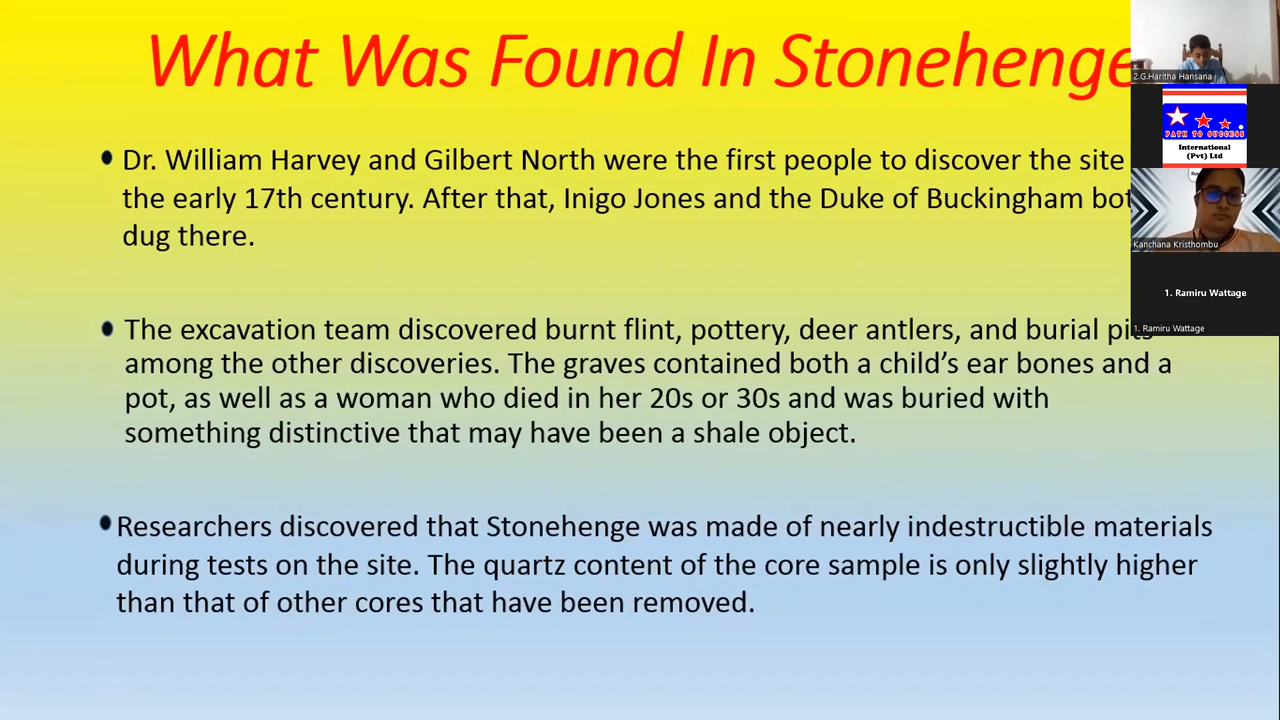 What Was Found In Stonehenge
Dr. William Harvey and Gilbert North were the first people to discover the site
the early 17th century. After that, Inigo Jones and the Duke of Buckingham
dug there.
The excavation team discovered burnt flint, pottery, deer antlers, and burial pits
among the other discoveries. The graves contained both a child’s ear bones and a
pot, as well as a woman who died in her 20s or 30s and was buried with
something distinctive that may have been a shale object.
Researchers discovered that Stonehenge was made of nearly indestructible materials
during tests on the site. The quartz content of the core sample is only slightly higher
than that of other cores that have been removed.
2.G.Haritha Hansana
PATH TO SUCCESS
International
(Pvt) Ltd
Kanchana Kristhombu
1. Ramiru Wattage
1. Ramiru Wattage